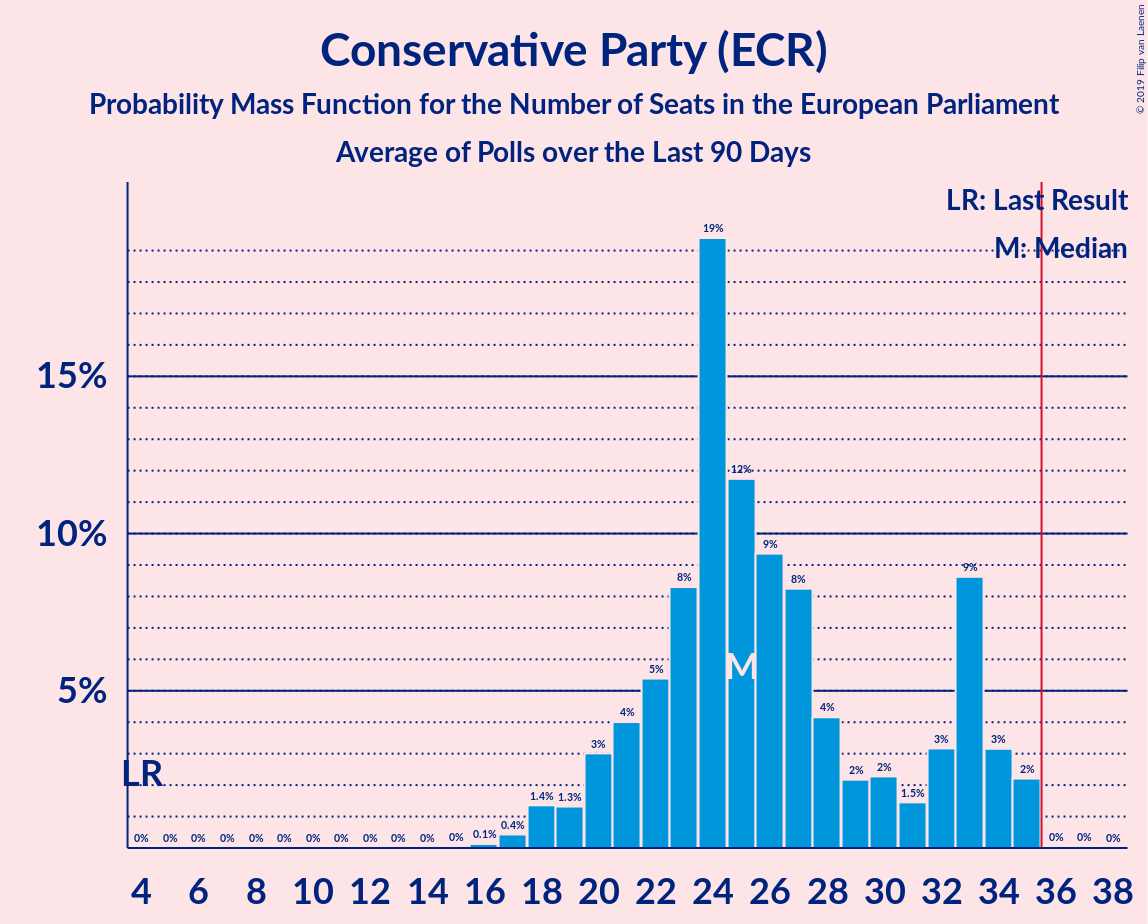 Conservative Party (ECR)
Probability Mass Function for the Number of Seats in the European Parliament
Average of Polls over the Last 90 Days
© 2019 Filip van Laenen
LR: Last Result
M: Median
15%
10%
5%
LR
M
0% 0% 0% 0% 0% 0% 0% 0% 0% 0% 0% 0% 0.1% 0.4% 1.4% 1.3% 3% 4% 5% 8% 19% 12% 9% 8% 4% 2% 2% 1.5% 3% 9% 3% 2% 0% 0% 0%
4 6 8 10 12 14 16 18 20 22 24 26 28 30 32 34 36 38